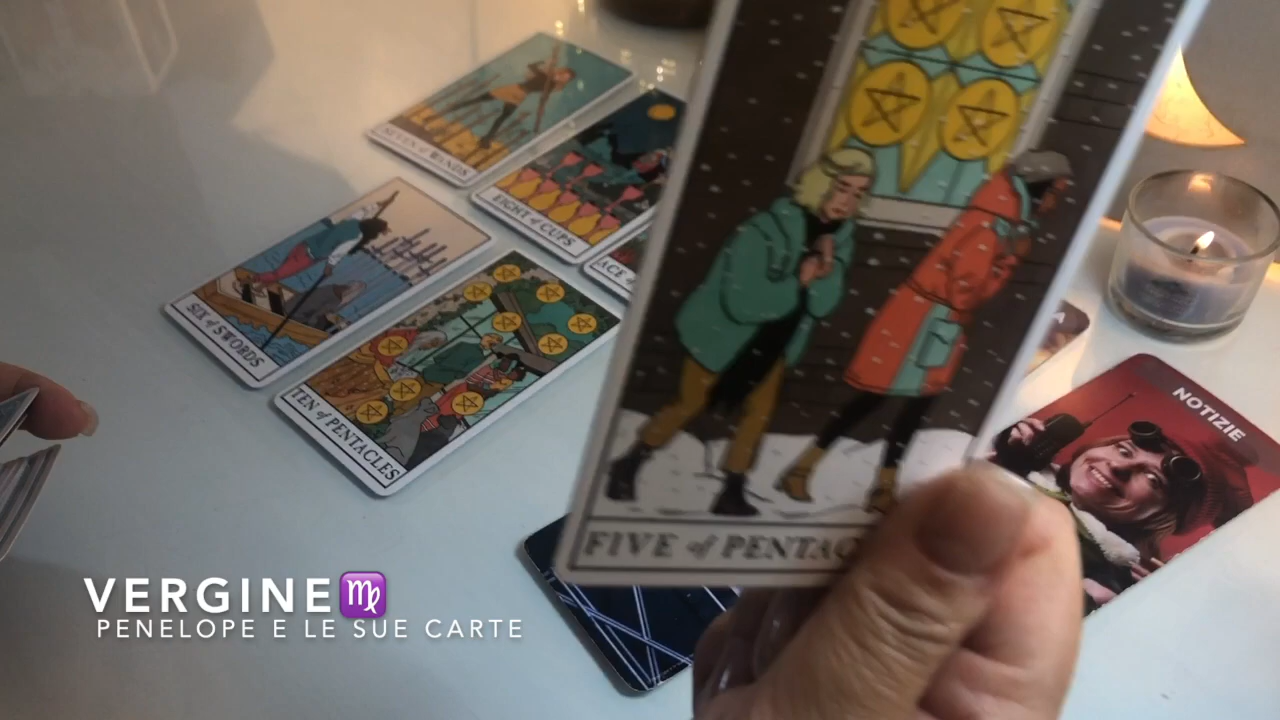 SEVEN of WANDS
EIGHT of CUPS
ACE
SIX of SWORDS
TEN of PENTACLES
FIVE of PENTAC
NOTIZIE
VERGINE♍
PENELOPE E LE SUE CARTE